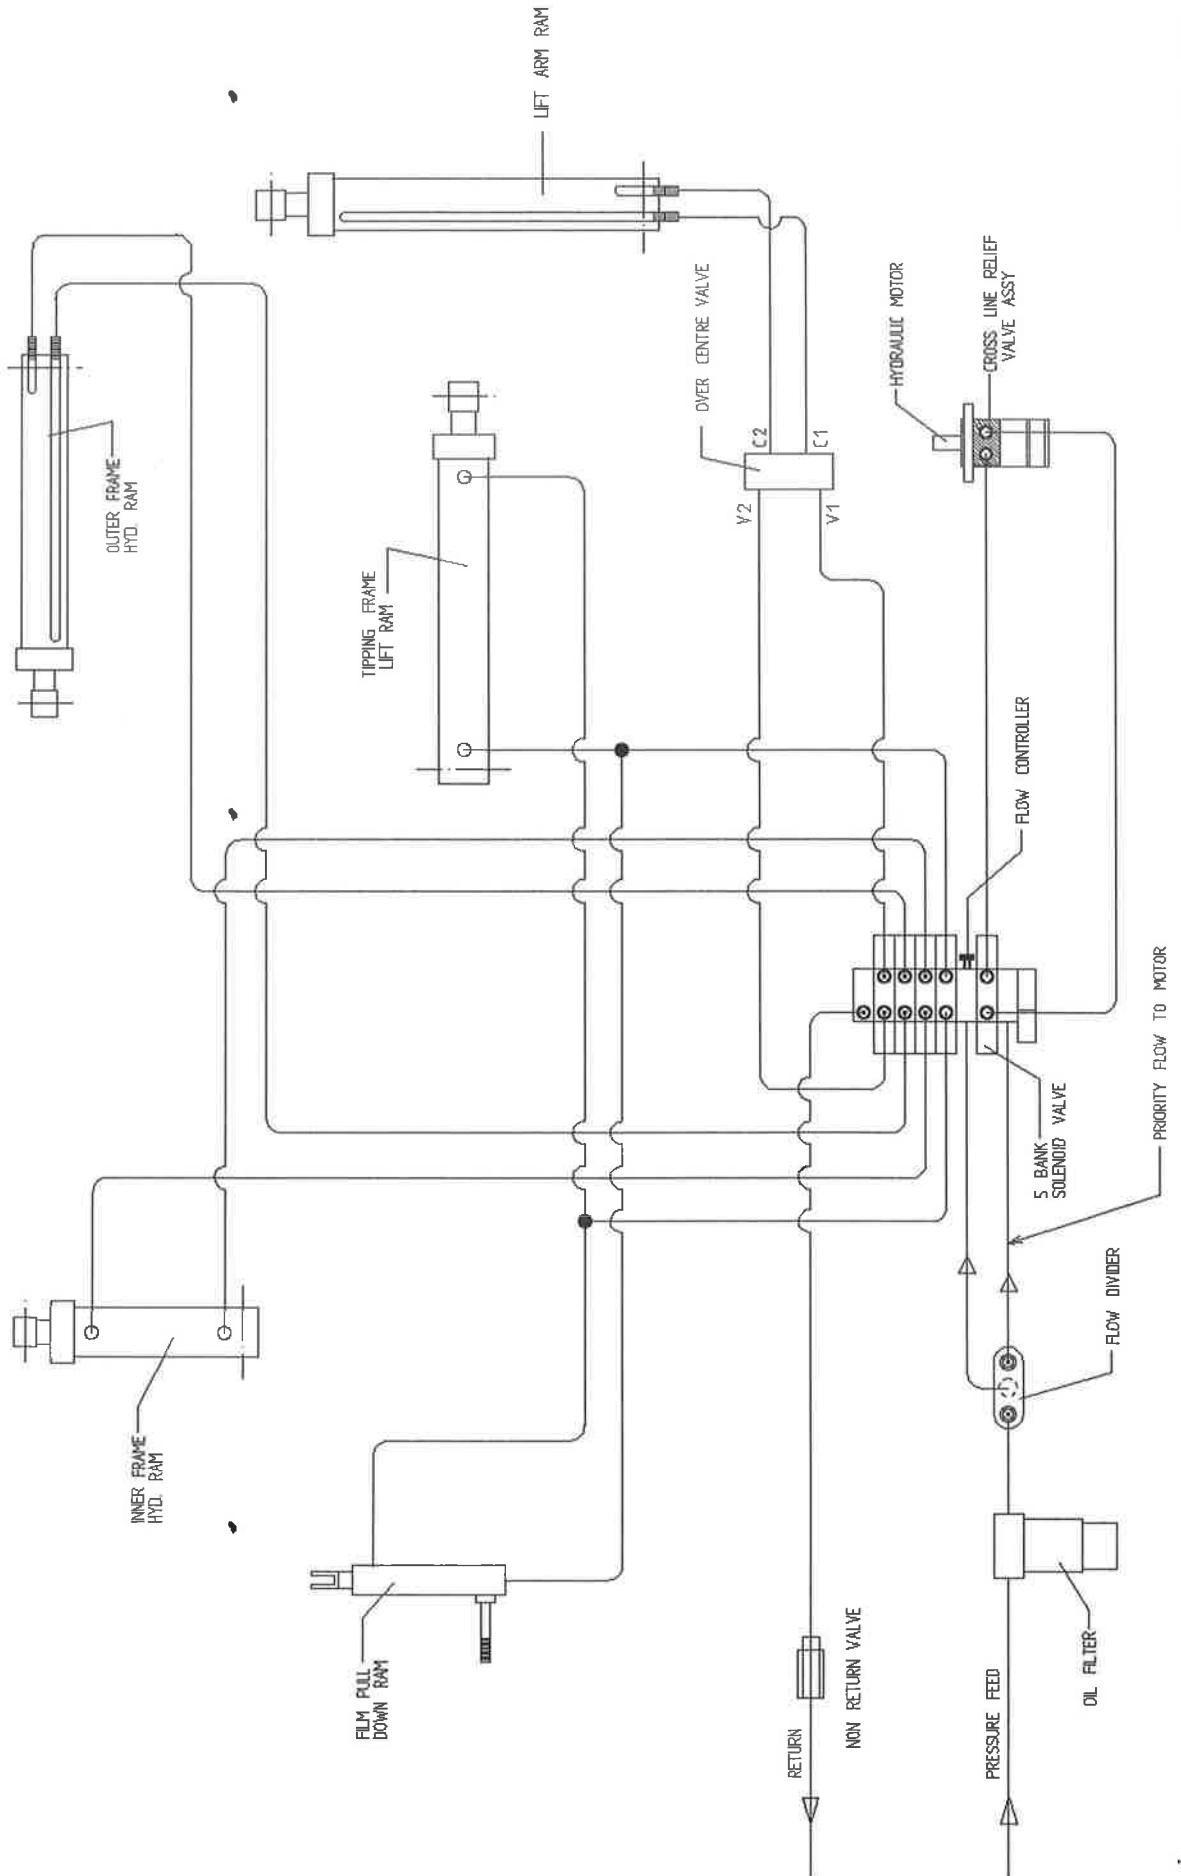 OUTER FRAME
HYD. RAM
LIFT ARM RAM
TIPPING FRAME
LIFT RAM
OVER CENTRE VALVE
C2
C1
V2
V1
HYDRAULIC MOTOR
CROSS LINE RELIEF
VALVE ASSY
FLOW CONTROLLER
INNER FRAME
HYD. RAM
5 BANK
SOLENOID VALVE
PRIORITY FLOW TO MOTOR
FLOW DIVIDER
FILM PULL
DOWN RAM
NON RETURN VALVE
RETURN
PRESSURE FEED
OIL FILTER